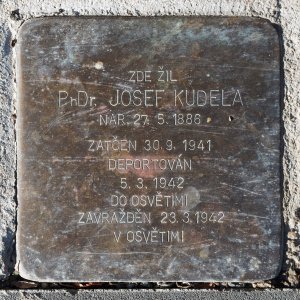 ZDE ŽIL
PhDr. JOSEF KUDELA
NAR. 27. 5. 1886
ZATČEN 30. 9. 1941
DEPORTOVÁN
5. 3. 1942
DO OSVĚTIMI
ZAVRAŽDĚN 23. 3. 1942
V OSVĚTIMI